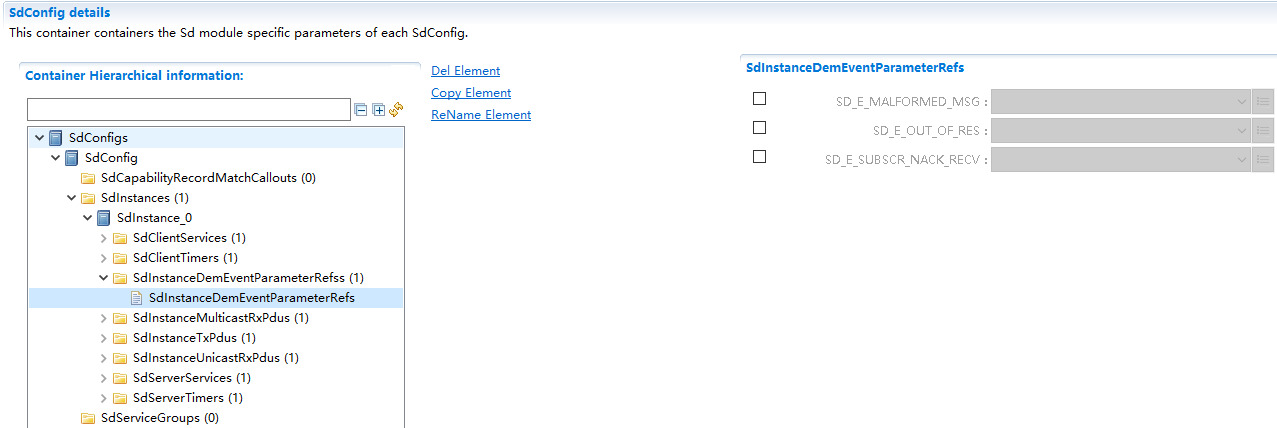 SdConfig details
This container containers the Sd module specific parameters of each SdConfig.
Container Hierarchical information:
Del Element
Copy Element
ReName Element
SdConfigs
SdConfig
SdCapabilityRecordMatchCallouts (0)
SdInstances (1)
SdInstance_0
SdClientServices (1)
SdClientTimers (1)
SdInstanceDemEventParameterRefss (1)
SdInstanceDemEventParameterRefs
SdInstanceMulticastRxPdus (1)
SdInstanceTxPdus (1)
SdInstanceUnicastRxPdus (1)
SdServerServices (1)
SdServerTimers (1)
SdServiceGroups (0)
SdInstanceDemEventParameterRefs
SD_E_MALFORMED_MSG :
SD_E_OUT_OF_RES :
SD_E_SUBSCR_NACK_RECV :